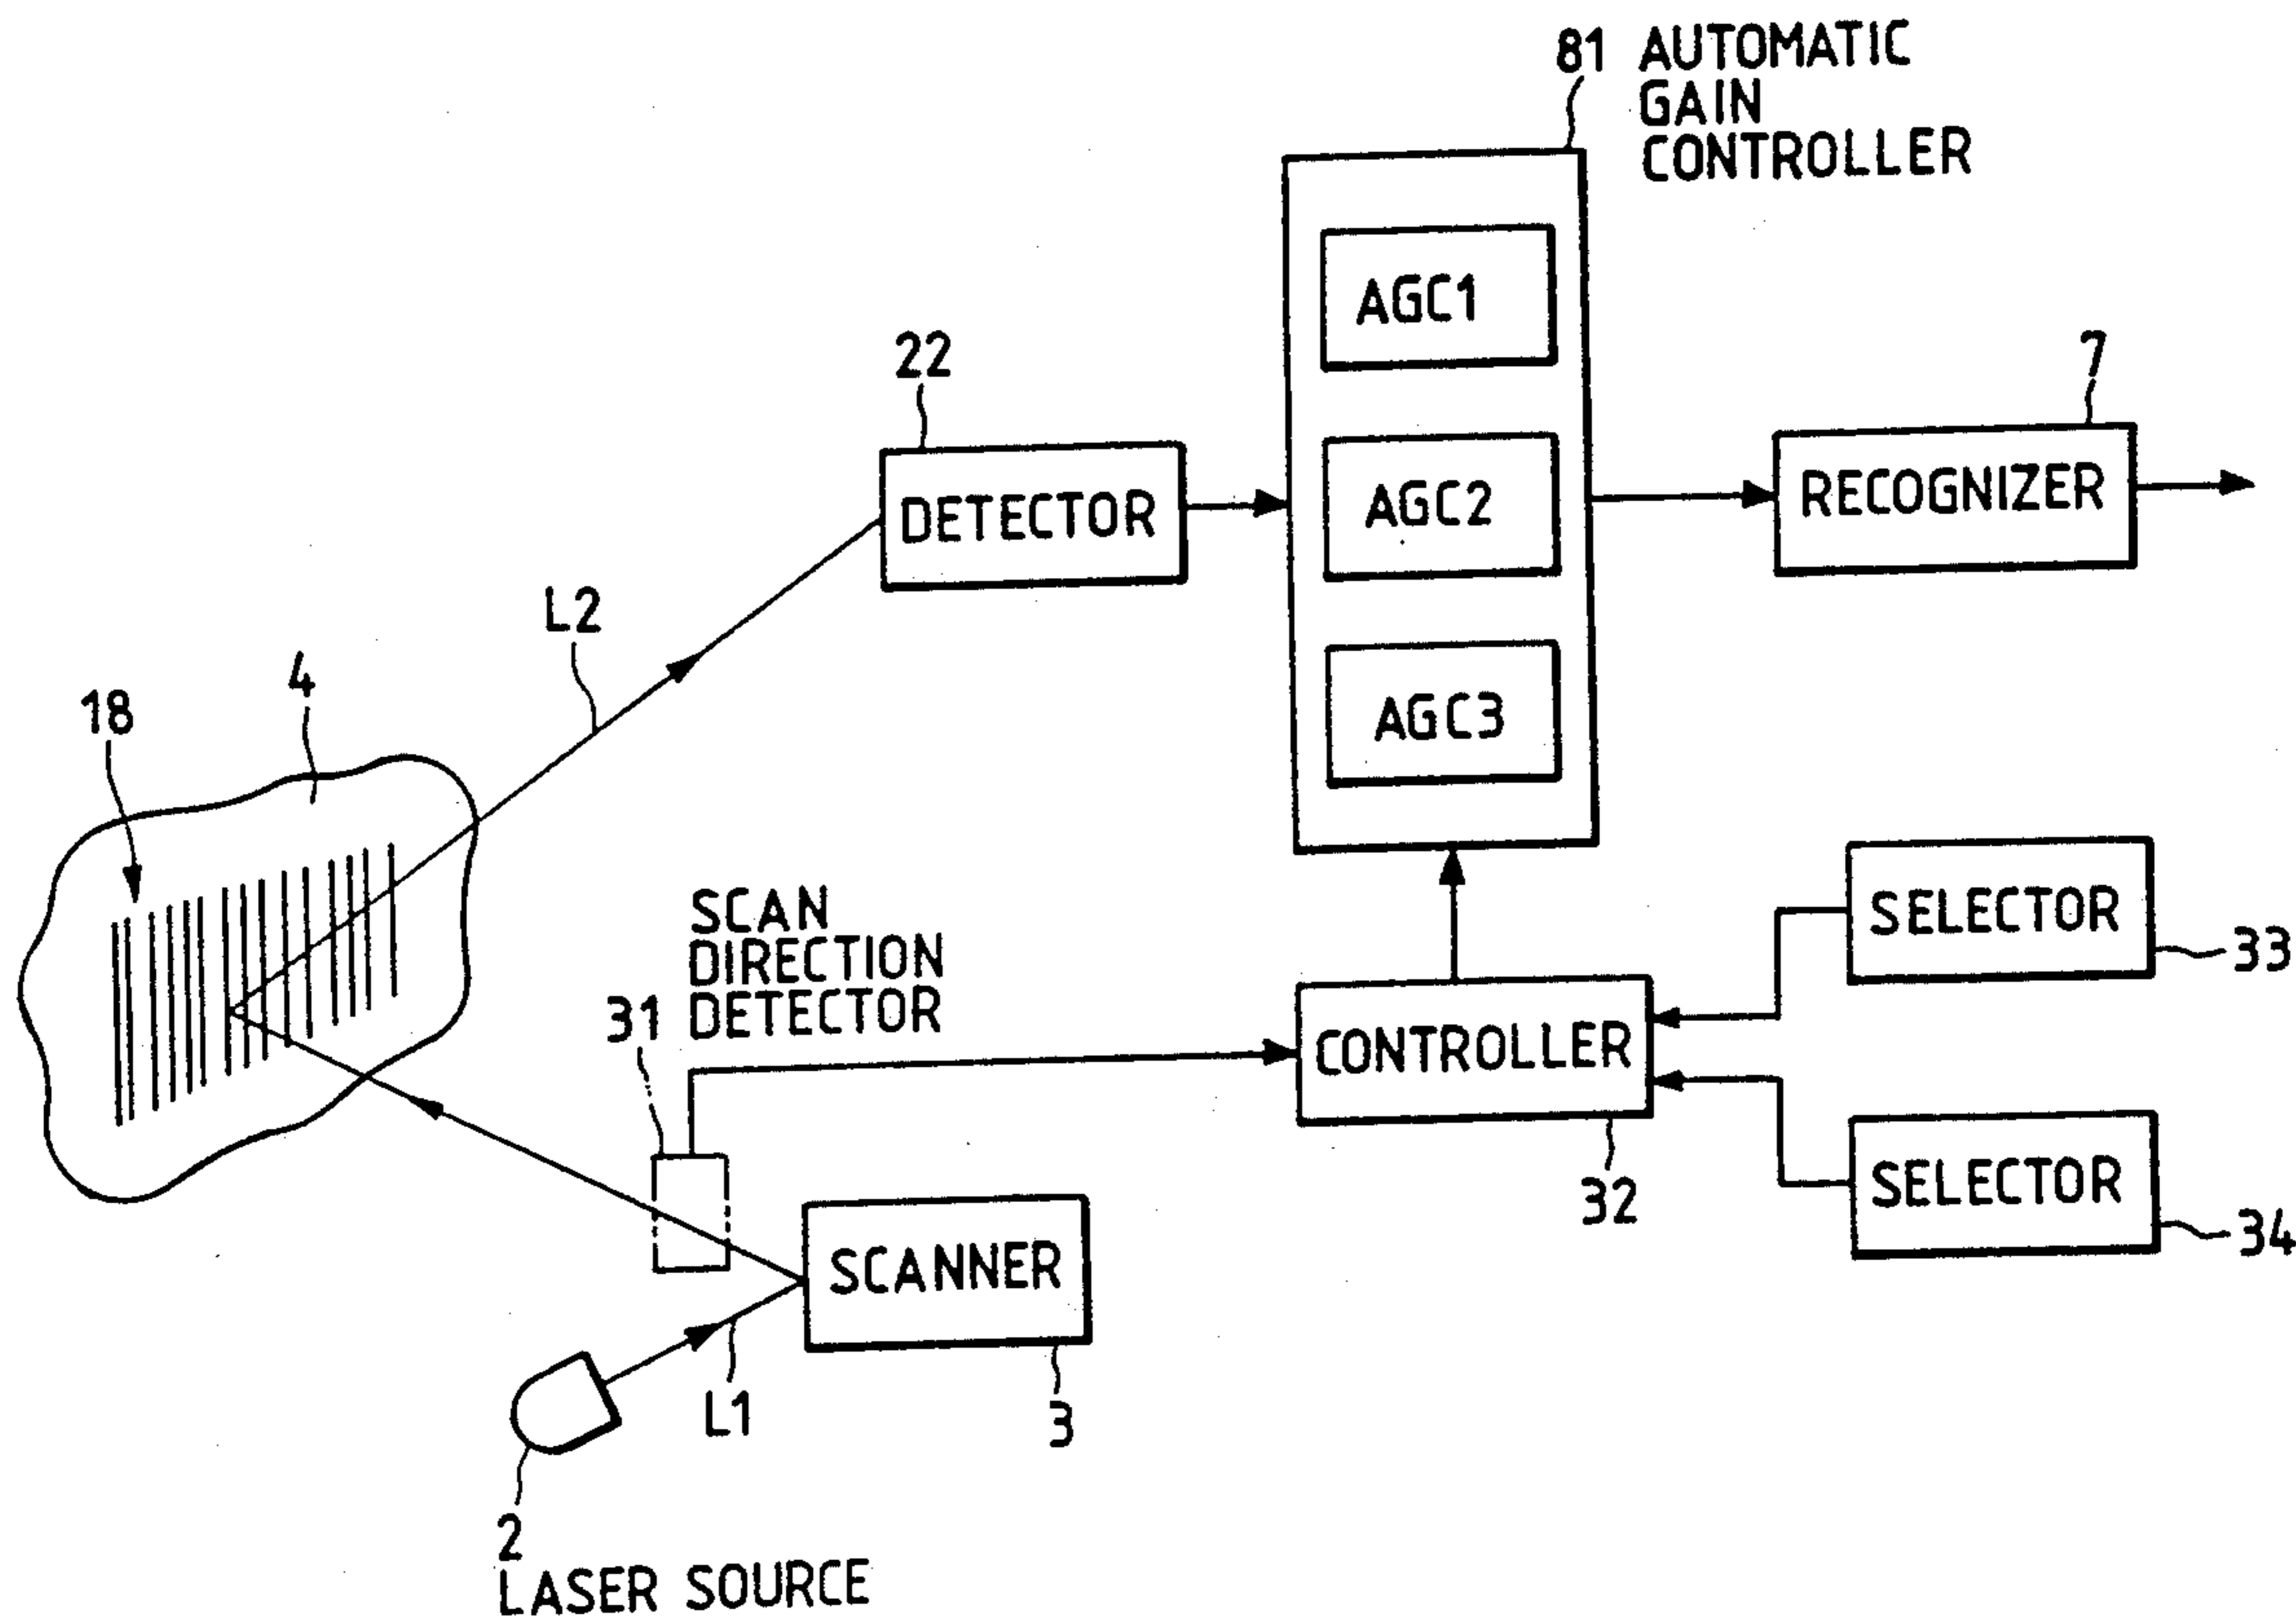 81 AUTOMATIC
GAIN
CONTROLLER
AGC1
22
7
DETECTOR
AGC2
RECOGNIZER
L2
4
18
AGC3
SCAN
DIRECTION
31 DETECTOR
SELECTOR
33
CONTROLLER
32
SELECTOR
34
SCANNER
L1
3
2
LASER SOURCE